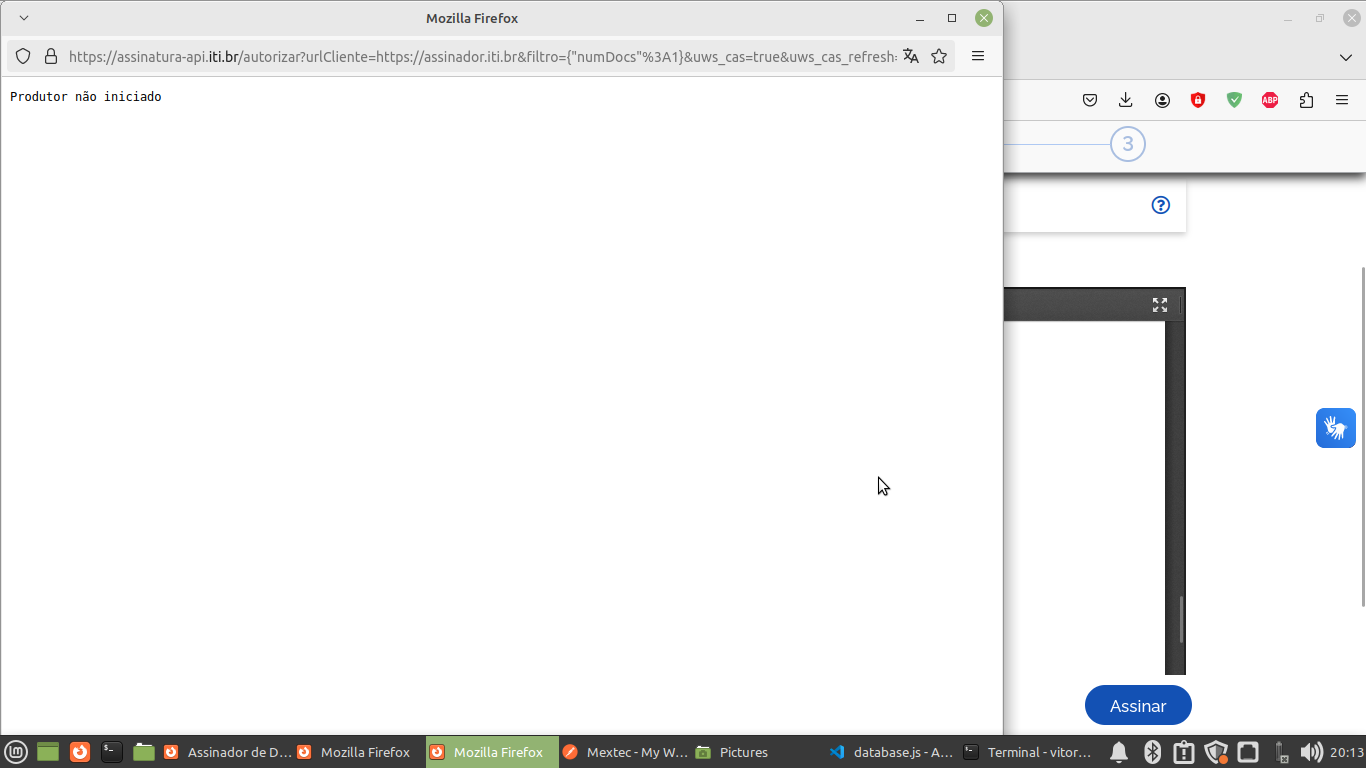 Mozilla Firefox
https://assinatura-api.iti.br/autorizar?urlCliente=https://assinador.iti.br&filtro={"numDocs"%3A1}&uws_cas=true&uws_cas_refresh=
ABP
Produtor não iniciado
3
Assinar
Assinador de D...
Mozilla Firefox
Mozilla Firefox
Mextec - My W...
Pictures
database.js - A...
Terminal - vitor...
20:13